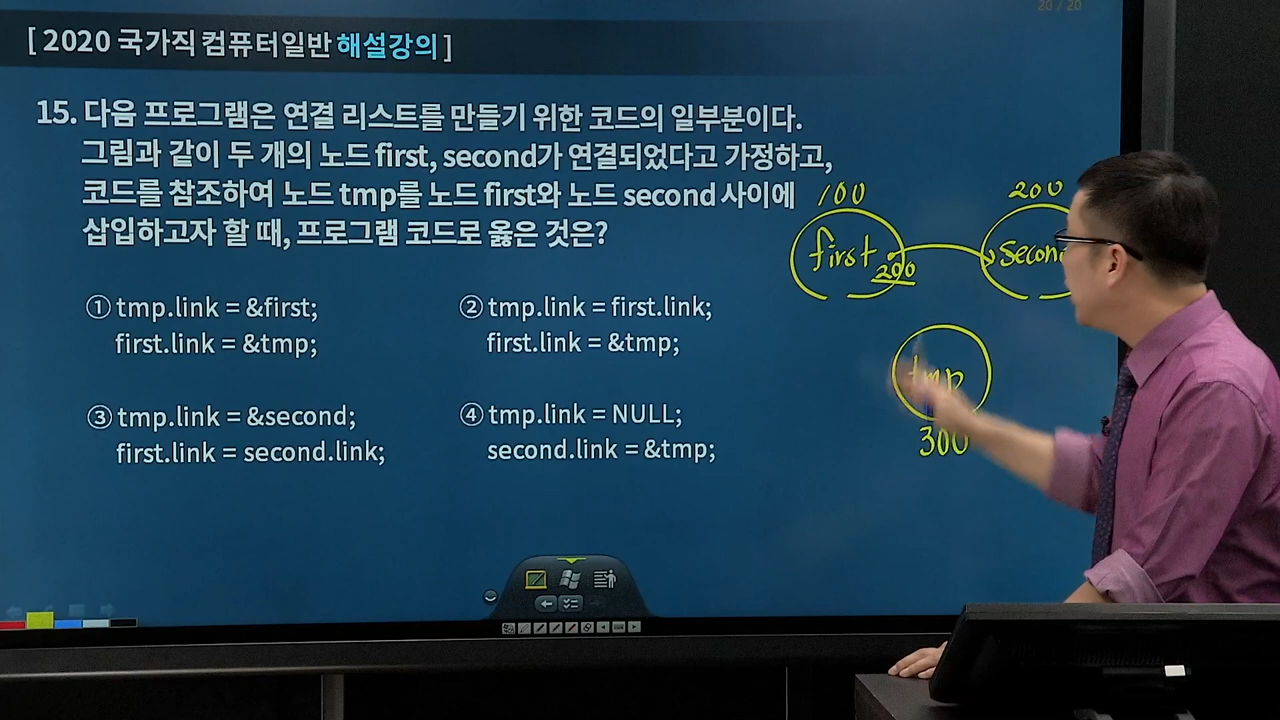 20 / 20
[ 2020 국가직 컴퓨터일반 해설강의 ]
15. 다음 프로그램은 연결 리스트를 만들기 위한 코드의 일부분이다.
그림과 같이 두 개의 노드 first, second가 연결되었다고 가정하고,
코드를 참조하여 노드 tmp를 노드 first와 노드 second 사이에
삽입하고자 할 때, 프로그램 코드로 옳은 것은?
① tmp.link = &first;
first.link = &tmp;
② tmp.link = first.link;
first.link = &tmp;
③ tmp.link = &second;
first.link = second.link;
④ tmp.link = NULL;
second.link = &tmp;
100
200
first
200
tmp
300